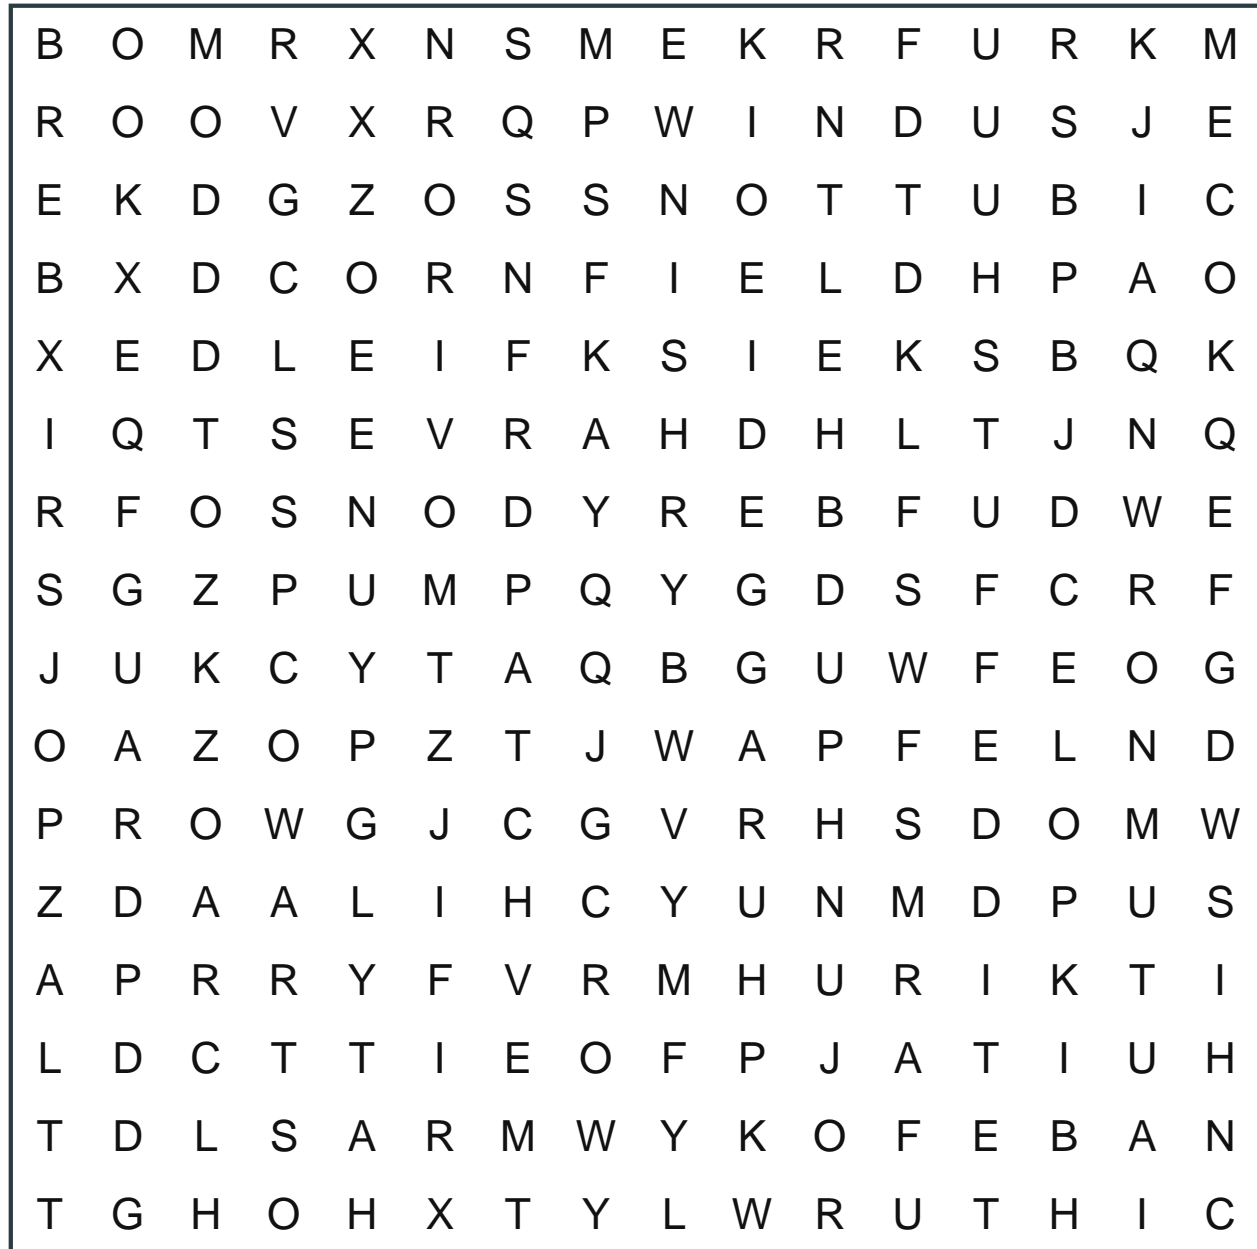 B O M R X N S M E K R F U R K M
R O O V X R Q P W I N D U S J E
E K D G Z O S S N O T T U B I C
B X D C O R N F I E L D H P A O
X E D L E I F K S I E K S B Q K
I Q T S E V R A H D H L T J N Q
R F O S N O D Y R E B F U D W E
S G Z P U M P Q Y G D S F C R F
J U K C Y T A Q B G U W F E O G
O A Z O P Z T J W A P F E L N D
P R O W G J C G V R H S D O M W
Z D A A L I H C Y U N M D P U S
A P R R Y F V R M H U R I K T I
L D C T T I E O F P J A T I U H
T D L S A R M W Y K O F E B A N
T G H O H X T Y L W R U T H I C